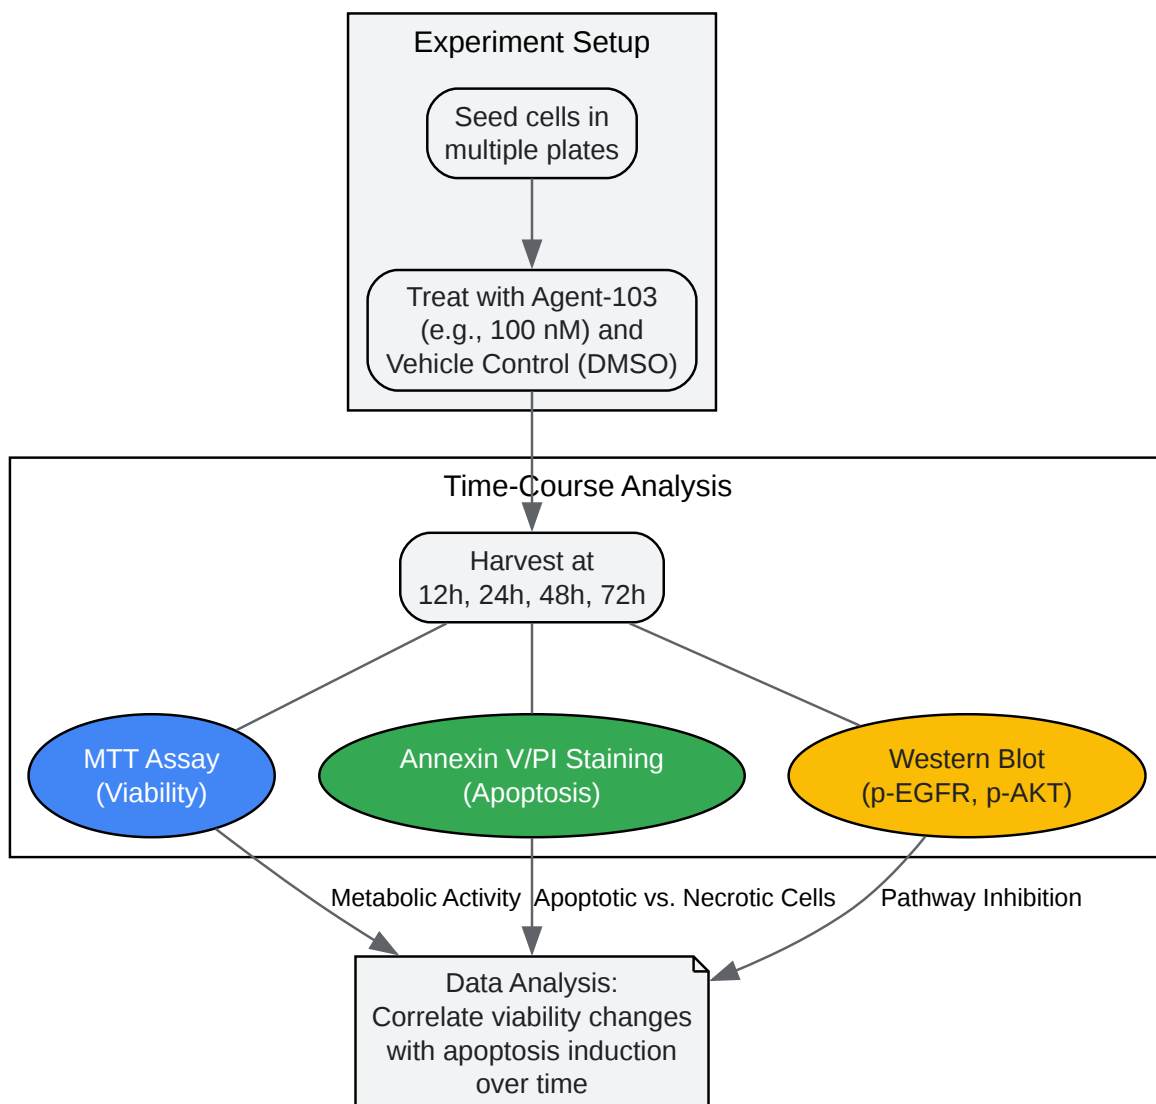 Experiment Setup
Seed cells in
multiple plates
Treat with Agent-103
(e.g., 100 nM) and
Vehicle Control (DMSO)
Time-Course Analysis
Harvest at
12h, 24h, 48h, 72h
MTT Assay
(Viability)
Annexin V/PI Staining
(Apoptosis)
Western Blot
(p-EGFR, p-AKT)
Metabolic Activity
Apoptotic vs. Necrotic Cells
Pathway Inhibition
Data Analysis:
Correlate viability changes
with apoptosis induction
over time